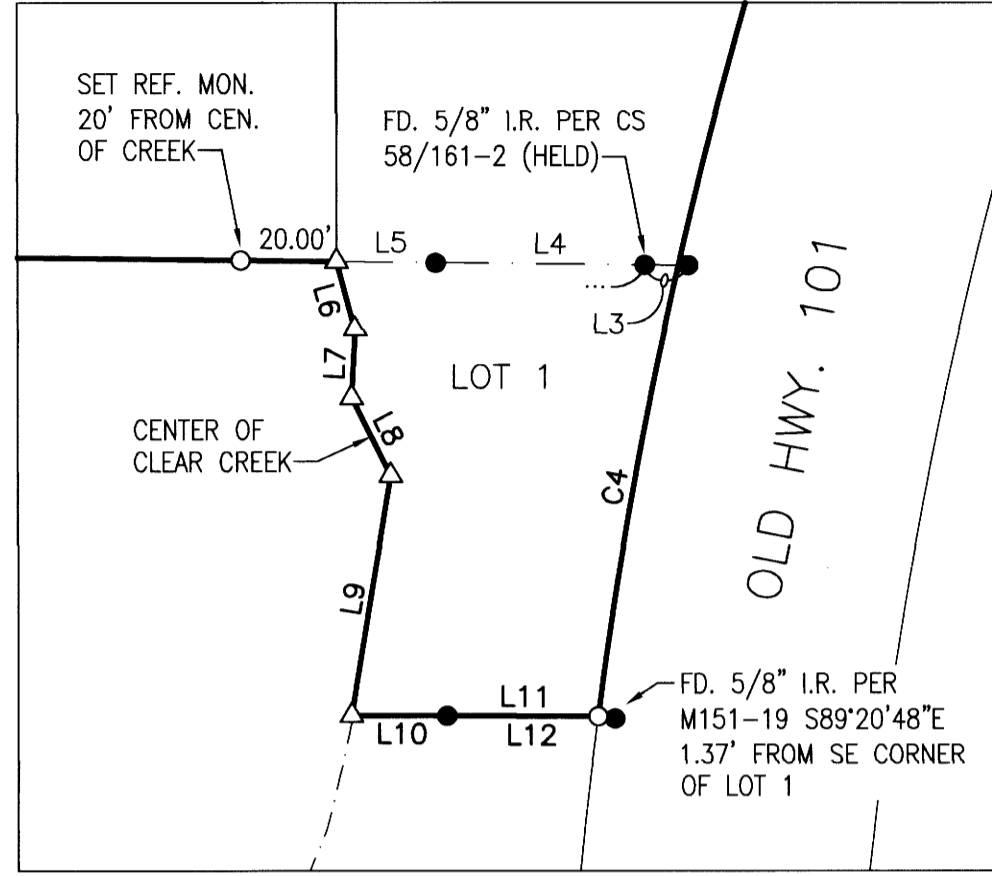 SET REF. MON.
20' FROM CEN.
OF CREEK
FD. 5/8" I.R. PER CS
58/161-2 (HELD)
20.00'
L5
L4
...
L3
L6
L7
LOT 1
L8
CENTER OF
CLEAR CREEK
C4
OLD HWY. 101
L9
L11
L10
L12
FD. 5/8" I.R. PER
M151-19 S89°20'48"E
1.37' FROM SE CORNER
OF LOT 1